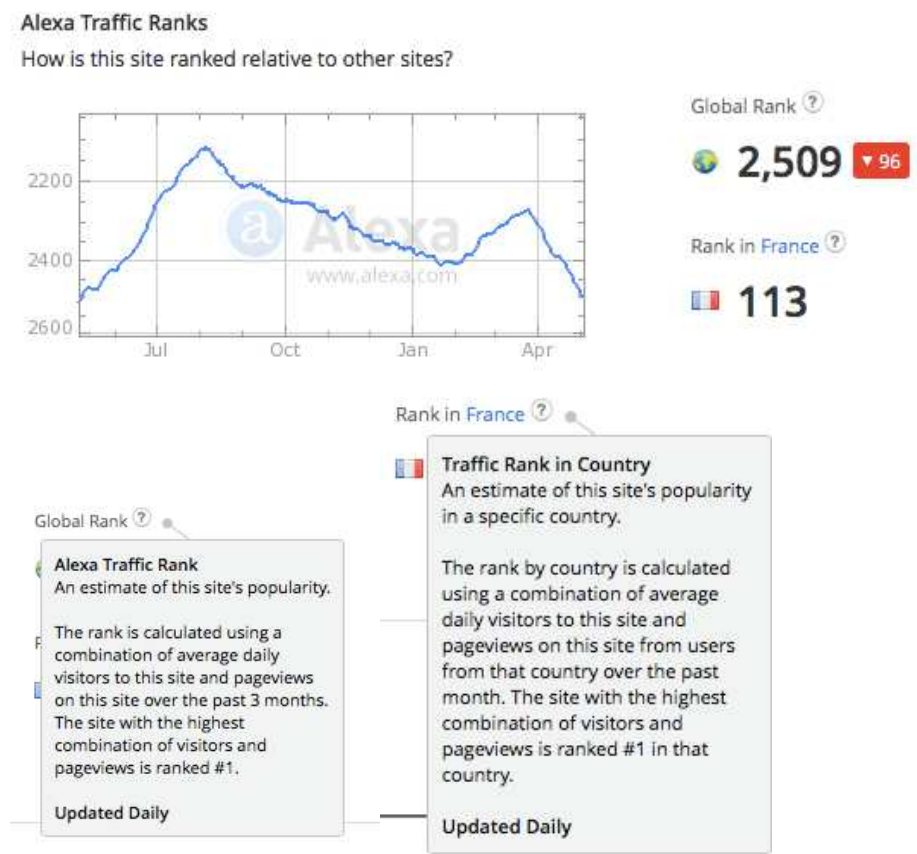 Alexa Traffic Ranks
How is this site ranked relative to other sites?
Global Rank ?
2,509 ▼ 96
Rank in France ?
113
2200
2400
2600
Jul Oct Jan Apr
a Alexa
www.alexa.com
Rank in France ?
Traffic Rank in Country
An estimate of this site's popularity
in a specific country.
The rank by country is calculated
using a combination of average
daily visitors to this site and
pageviews on this site from users
from that country over the past
month. The site with the highest
combination of visitors and
pageviews is ranked #1 in that
country.
Updated Daily
Global Rank ?
Alexa Traffic Rank
An estimate of this site's popularity.
The rank is calculated using a
combination of average daily
visitors to this site and pageviews
on this site over the past 3 months.
The site with the highest
combination of visitors and
pageviews is ranked #1.
Updated Daily